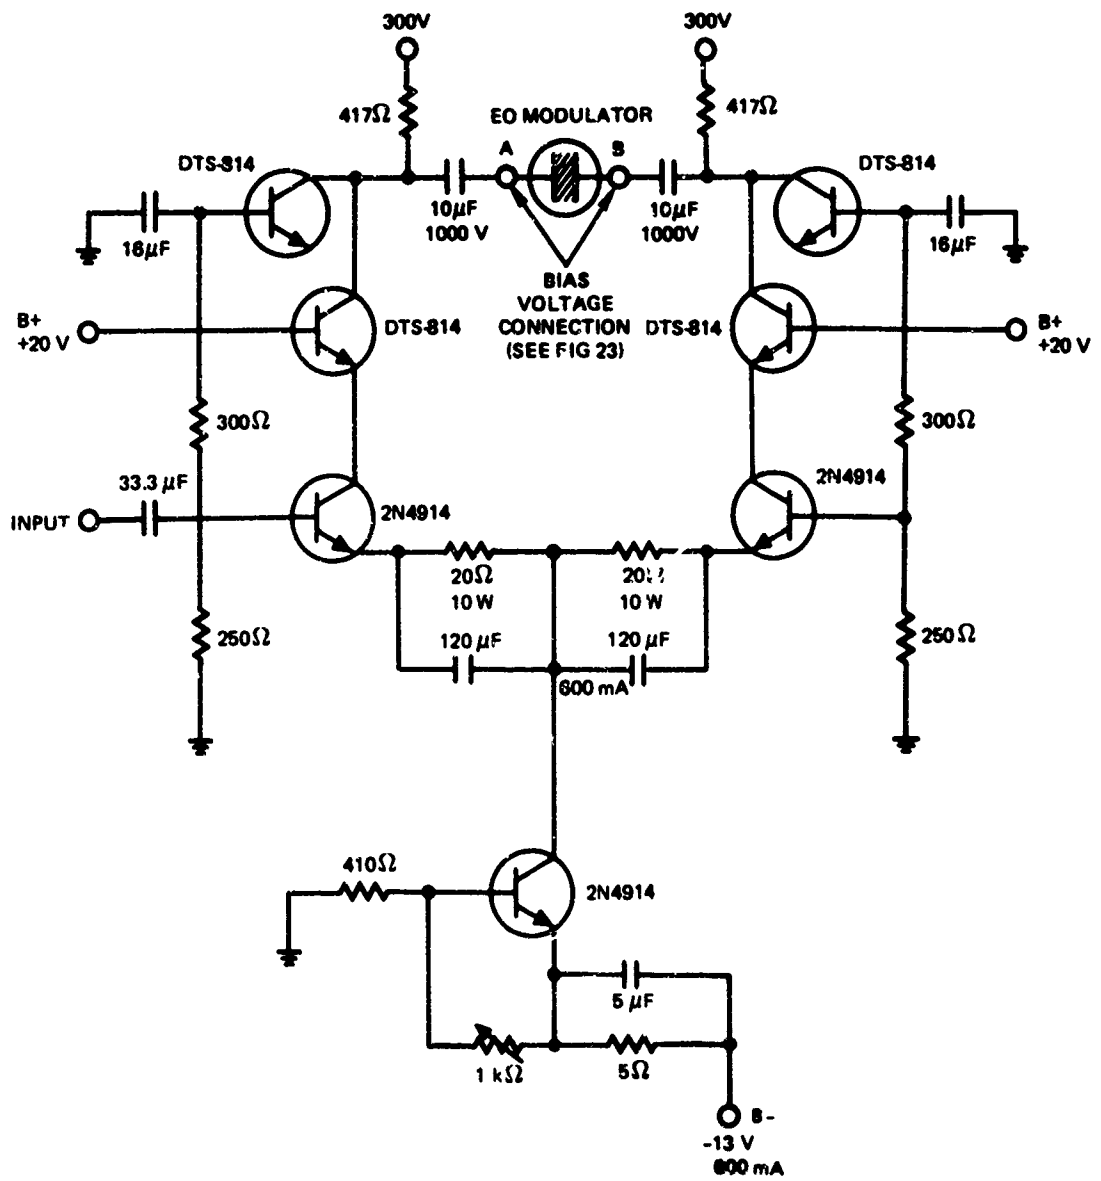 300V
300V
417Ω
EO MODULATOR
417Ω
A
B
DTS-814
DTS-814
10μF
1000 V
10μF
1000V
16μF
16μF
BIAS
VOLTAGE
CONNECTION
(SEE FIG 23)
B+
+20 V
DTS-814
DTS-814
B+
+20 V
300Ω
300Ω
33.3 μF
INPUT
2N4914
2N4914
20Ω
10 W
10 W
120 μF
120 μF
250Ω
250Ω
600 mA
410Ω
2N4914
5 μF
1 kΩ
5Ω
B-
-13 V
600 mA